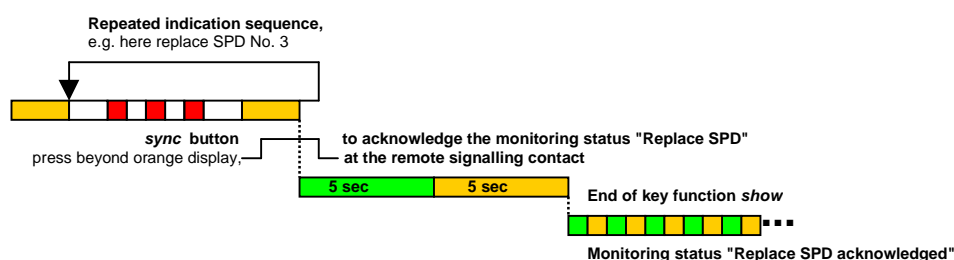 Repeated indication sequence,
e.g. here replace SPD No. 3
sync button
press beyond orange display,
to acknowledge the monitoring status "Replace SPD"
at the remote signalling contact
5 sec
5 sec
End of key function show
Monitoring status "Replace SPD acknowledged"